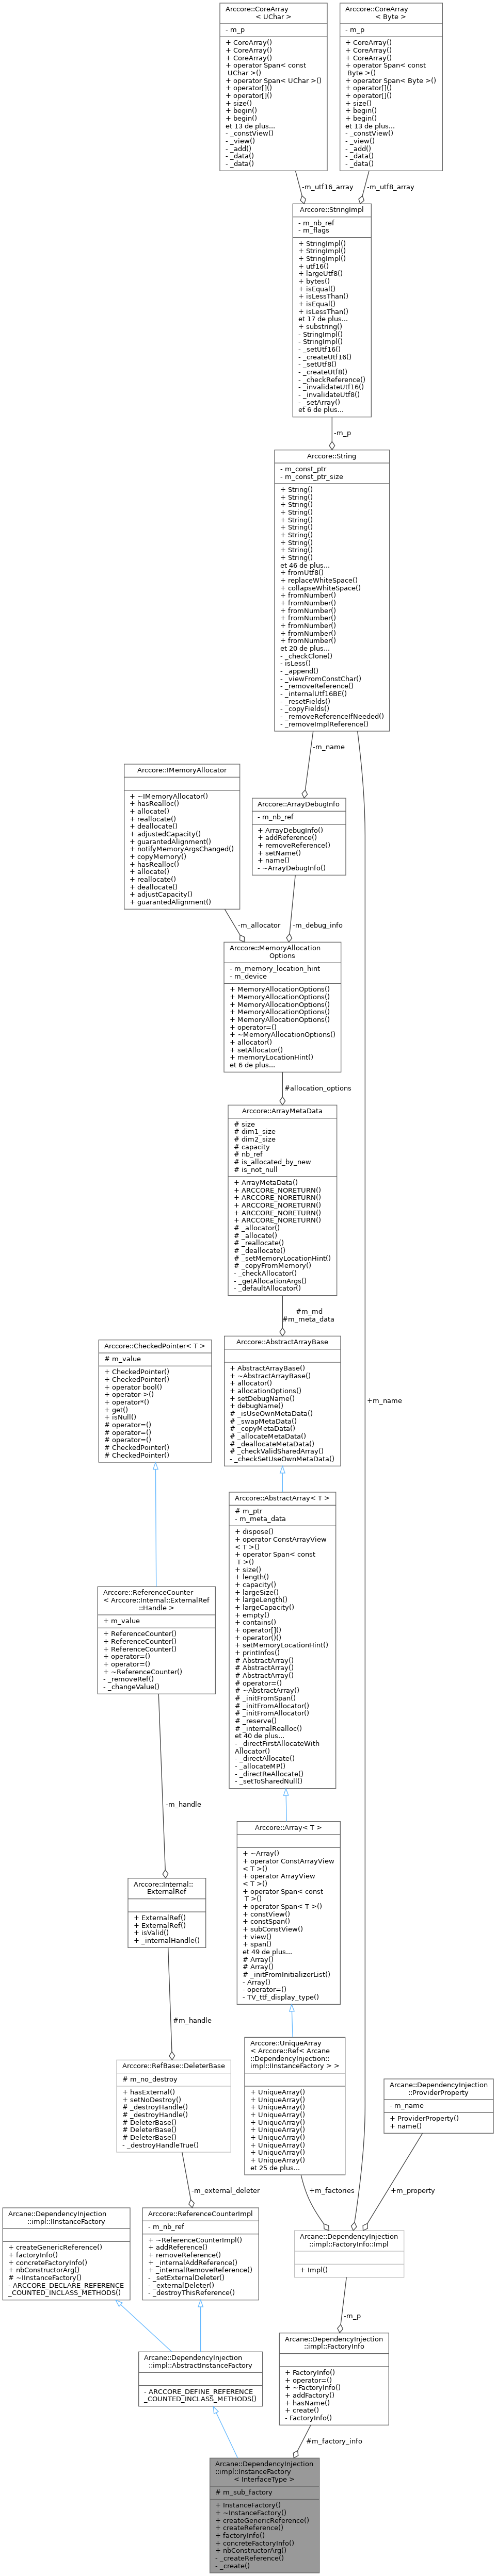 Arccore::CoreArray
< UChar >
- m_p
+ CoreArray()
+ CoreArray()
+ CoreArray()
+ operator Span< const
UChar >()
+ operator Span< UChar >()
+ operator[]()
+ operator[]()
+ size()
+ begin()
+ begin()
et 13 de plus...
- _constView()
- _view()
- _add()
- _data()
- _data()
Arccore::CoreArray
< Byte >
- m_p
+ CoreArray()
+ CoreArray()
+ CoreArray()
+ operator Span< const
Byte >()
+ operator Span< Byte >()
+ operator[]()
+ operator[]()
+ size()
+ begin()
+ begin()
et 13 de plus...
- _constView()
- _view()
- _add()
- _data()
- _data()
-m_utf16_array
-m_utf8_array
Arccore::StringImpl
- m_nb_ref
- m_flags
+ StringImpl()
+ StringImpl()
+ StringImpl()
+ utf16()
+ largeUtf8()
+ bytes()
+ isEqual()
+ isLessThan()
+ isEqual()
+ isLessThan()
et 17 de plus...
+ substring()
- StringImpl()
- StringImpl()
- _setUtf16()
- _createUtf16()
- _setUtf8()
- _createUtf8()
- _checkReference()
- _invalidateUtf16()
- _invalidateUtf8()
- _setArray()
et 6 de plus...
-m_p
Arccore::String
- m_const_ptr
- m_const_ptr_size
+ String()
+ String()
+ String()
+ String()
+ String()
+ String()
+ String()
+ String()
+ String()
+ String()
et 46 de plus...
+ fromUtf8()
+ replaceWhiteSpace()
+ collapseWhiteSpace()
+ fromNumber()
+ fromNumber()
+ fromNumber()
+ fromNumber()
+ fromNumber()
+ fromNumber()
+ fromNumber()
et 20 de plus...
- _checkClone()
- isLess()
- _append()
- _viewFromConstChar()
- _removeReference()
- _internalUtf16BE()
- _resetFields()
- _copyFields()
- _removeReferenceIfNeeded()
- _removeImplReference()
-m_name
Arccore::IMemoryAllocator
+ ~IMemoryAllocator()
+ hasRealloc()
+ allocate()
+ reallocate()
+ deallocate()
+ adjustedCapacity()
+ guarantedAlignment()
+ notifyMemoryArgsChanged()
+ copyMemory()
+ hasRealloc()
+ allocate()
+ reallocate()
+ deallocate()
+ adjustCapacity()
+ guarantedAlignment()
Arccore::ArrayDebugInfo
- m_nb_ref
+ ArrayDebugInfo()
+ addReference()
+ removeReference()
+ setName()
+ name()
- ~ArrayDebugInfo()
-m_allocator
-m_debug_info
Arccore::MemoryAllocation
Options
- m_memory_location_hint
- m_device
+ MemoryAllocationOptions()
+ MemoryAllocationOptions()
+ MemoryAllocationOptions()
+ MemoryAllocationOptions()
+ MemoryAllocationOptions()
+ operator=()
+ ~MemoryAllocationOptions()
+ allocator()
+ setAllocator()
+ memoryLocationHint()
et 6 de plus...
#allocation_options
Arccore::ArrayMetaData
# size
# dim1_size
# dim2_size
# capacity
# nb_ref
# is_allocated_by_new
# is_not_null
+ ArrayMetaData()
+ ARCCORE_NORETURN()
+ ARCCORE_NORETURN()
+ ARCCORE_NORETURN()
+ ARCCORE_NORETURN()
+ ARCCORE_NORETURN()
# _allocator()
# _allocate()
# _reallocate()
# _deallocate()
# _setMemoryLocationHint()
# _copyFromMemory()
- _checkAllocator()
- _getAllocationArgs()
- _defaultAllocator()
#m_md
#m_meta_data
Arccore::CheckedPointer< T >
# m_value
+ CheckedPointer()
+ CheckedPointer()
+ operator bool()
+ operator->()
+ operator*()
+ get()
+ isNull()
# operator=()
# operator=()
# operator=()
# CheckedPointer()
# CheckedPointer()
Arccore::AbstractArrayBase
+ AbstractArrayBase()
+ ~AbstractArrayBase()
+ allocator()
+ allocationOptions()
+ setDebugName()
+ debugName()
# _isUseOwnMetaData()
# _swapMetaData()
# _copyMetaData()
# _allocateMetaData()
# _deallocateMetaData()
# _checkValidSharedArray()
- _checkSetUseOwnMetaData()
+m_name
Arccore::AbstractArray< T >
# m_ptr
- m_meta_data
+ dispose()
+ operator ConstArrayView
< T >()
+ operator Span< const
T >()
+ size()
+ length()
+ capacity()
+ largeSize()
+ largeLength()
+ largeCapacity()
+ empty()
+ contains()
+ operator[]()
+ operator()()
+ setMemoryLocationHint()
+ printInfos()
# AbstractArray()
# AbstractArray()
# AbstractArray()
# operator=()
# ~AbstractArray()
# _initFromSpan()
# _initFromAllocator()
# _initFromAllocator()
# _reserve()
# _internalRealloc()
et 40 de plus...
- _directFirstAllocateWith
Allocator()
- _directAllocate()
- _allocateMP()
- _directReAllocate()
- _setToSharedNull()
Arccore::ReferenceCounter
< Arccore::Internal::ExternalRef
::Handle >
+ m_value
+ ReferenceCounter()
+ ReferenceCounter()
+ ReferenceCounter()
+ operator=()
+ operator=()
+ ~ReferenceCounter()
- _removeRef()
- _changeValue()
-m_handle
Arccore::Array< T >
+ ~Array()
+ operator ConstArrayView
< T >()
+ operator ArrayView
< T >()
+ operator Span< const
T >()
+ operator Span< T >()
+ constView()
+ constSpan()
+ subConstView()
+ view()
+ span()
et 49 de plus...
# Array()
# Array()
# _initFromInitializerList()
- Array()
- operator=()
- TV_ttf_display_type()
Arccore::Internal::
ExternalRef
+ ExternalRef()
+ ExternalRef()
+ isValid()
+ _internalHandle()
#m_handle
Arccore::UniqueArray
< Arccore::Ref< Arcane
::DependencyInjection::
impl::IInstanceFactory > >
+ UniqueArray()
+ UniqueArray()
+ UniqueArray()
+ UniqueArray()
+ UniqueArray()
+ UniqueArray()
+ UniqueArray()
+ UniqueArray()
+ UniqueArray()
+ UniqueArray()
et 25 de plus...
Arccore::RefBase::DeleterBase
# m_no_destroy
+ hasExternal()
+ setNoDestroy()
# _destroyHandle()
# _destroyHandle()
# DeleterBase()
# DeleterBase()
# DeleterBase()
- _destroyHandleTrue()
Arcane::DependencyInjection
::ProviderProperty
- m_name
+ ProviderProperty()
+ name()
-m_external_deleter
+m_factories
+m_property
Arcane::DependencyInjection
::impl::IInstanceFactory
+ createGenericReference()
+ factoryInfo()
+ concreteFactoryInfo()
+ nbConstructorArg()
# ~IInstanceFactory()
- ARCCORE_DECLARE_REFERENCE
_COUNTED_INCLASS_METHODS()
Arccore::ReferenceCounterImpl
- m_nb_ref
+ ~ReferenceCounterImpl()
+ addReference()
+ removeReference()
+ _internalAddReference()
+ _internalRemoveReference()
- _setExternalDeleter()
- _externalDeleter()
- _destroyThisReference()
Arcane::DependencyInjection
::impl::FactoryInfo::Impl
+ Impl()
-m_p
Arcane::DependencyInjection
::impl::AbstractInstanceFactory
- ARCCORE_DEFINE_REFERENCE
_COUNTED_INCLASS_METHODS()
Arcane::DependencyInjection
::impl::FactoryInfo
+ FactoryInfo()
+ operator=()
+ ~FactoryInfo()
+ addFactory()
+ hasName()
+ create()
- FactoryInfo()
#m_factory_info
Arcane::DependencyInjection
::impl::InstanceFactory
< InterfaceType >
# m_sub_factory
+ InstanceFactory()
+ ~InstanceFactory()
+ createGenericReference()
+ createReference()
+ factoryInfo()
+ concreteFactoryInfo()
+ nbConstructorArg()
- _createReference()
- _create()